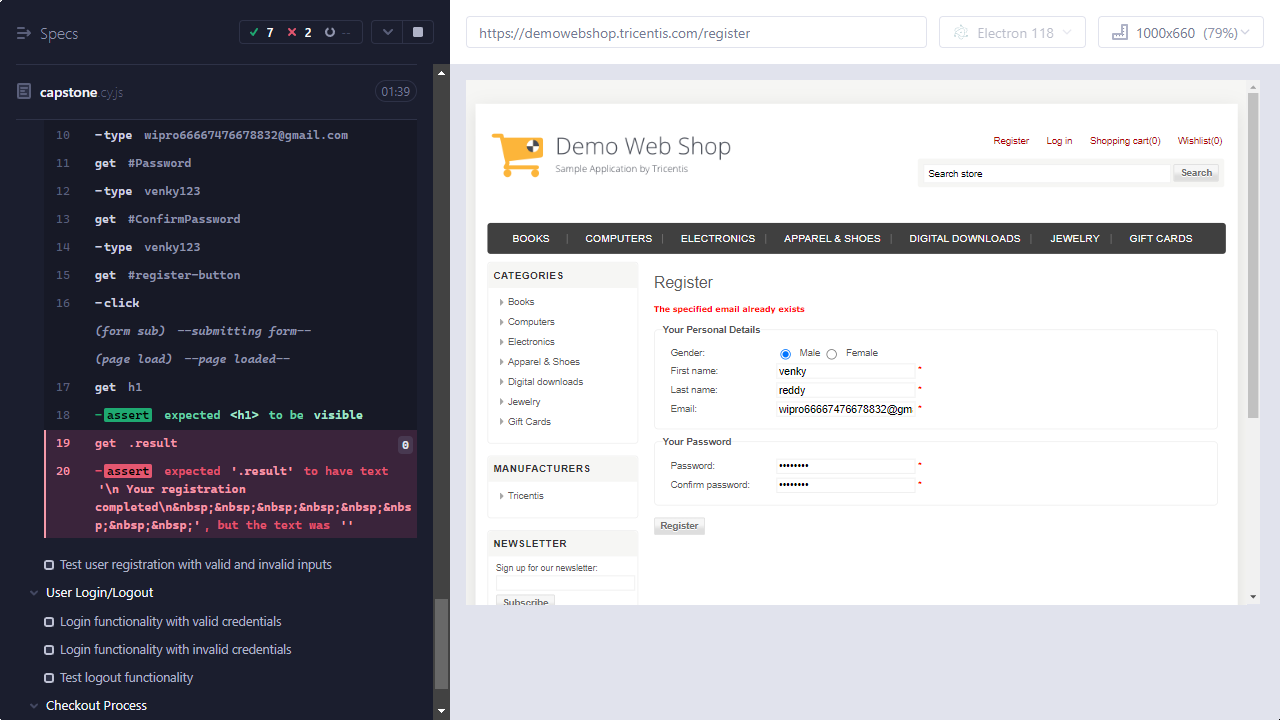 Specs
7
2
--
capstone.cy.js
01:39
10 -type wipro66667476678832@gmail.com
11 get #Password
12 -type venky123
13 get #ConfirmPassword
14 -type venky123
15 get #register-button
16 -click
(form sub) --submitting form--
(page load) --page loaded--
17 get h1
18 -assert expected <h1> to be visible
19 get .result 0
20 -assert expected '.result' to have text
'\n Your registration
completed\n&nbsp;&nbsp;&nbsp;&nbsp;&nbsp;&nbs
p;&nbsp;&nbsp;', but the text was ''
Test user registration with valid and invalid inputs
User Login/Logout
Login functionality with valid credentials
Login functionality with invalid credentials
Test logout functionality
Checkout Process
https://demowebshop.tricentis.com/register
Electron 118
1000x660 (79%)
Demo Web Shop
Sample Application by Tricentis
Register Log in Shopping cart(0) Wishlist(0)
Search store Search
BOOKS | COMPUTERS | ELECTRONICS | APPAREL & SHOES | DIGITAL DOWNLOADS | JEWELRY | GIFT CARDS
CATEGORIES
Books
Computers
Electronics
Apparel & Shoes
Digital downloads
Jewelry
Gift Cards
MANUFACTURERS
Tricentis
NEWSLETTER
Sign up for our newsletter:
Subscribe
Register
The specified email already exists
Your Personal Details
Gender: Male Female
First name: venky *
Last name: reddy *
Email: wipro66667476678832@gm *
Your Password
Password: •••••••• *
Confirm password: •••••••• *
Register